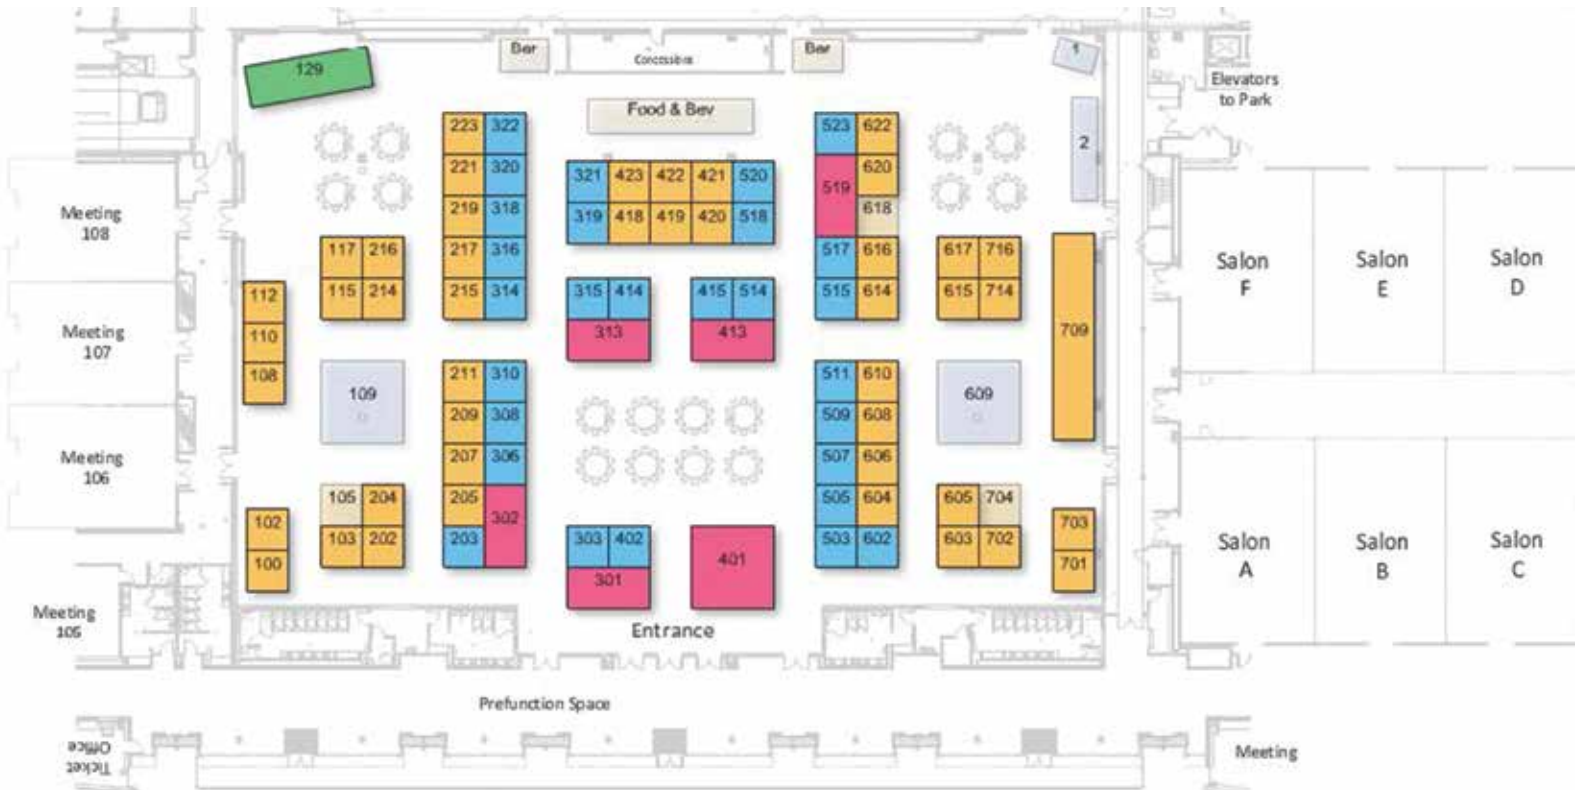 Bar
Concession
Bar
1
129
Elevators
to Park
Food & Bev
223 322
523 622
2
221 320
321 423 422 421 520
519 620
219 318
319 418 419 420 518
618
Meeting
108
117 216
217 316
517 616
617 716
Salon
F
Salon
E
Salon
D
112
115 214
215 314
315 414
415 514
515 614
615 714
Meeting
107
110
313
413
709
108
211 310
511 610
109
209 308
509 608
609
Meeting
106
207 306
507 606
105 204
205 302
505 604
605 704
102
703
103 202
203
303 402
401
503 602
603 702
Salon
A
Salon
B
Salon
C
100
301
701
Meeting
105
Entrance
Prefunction Space
Ticket
Office
Meeting